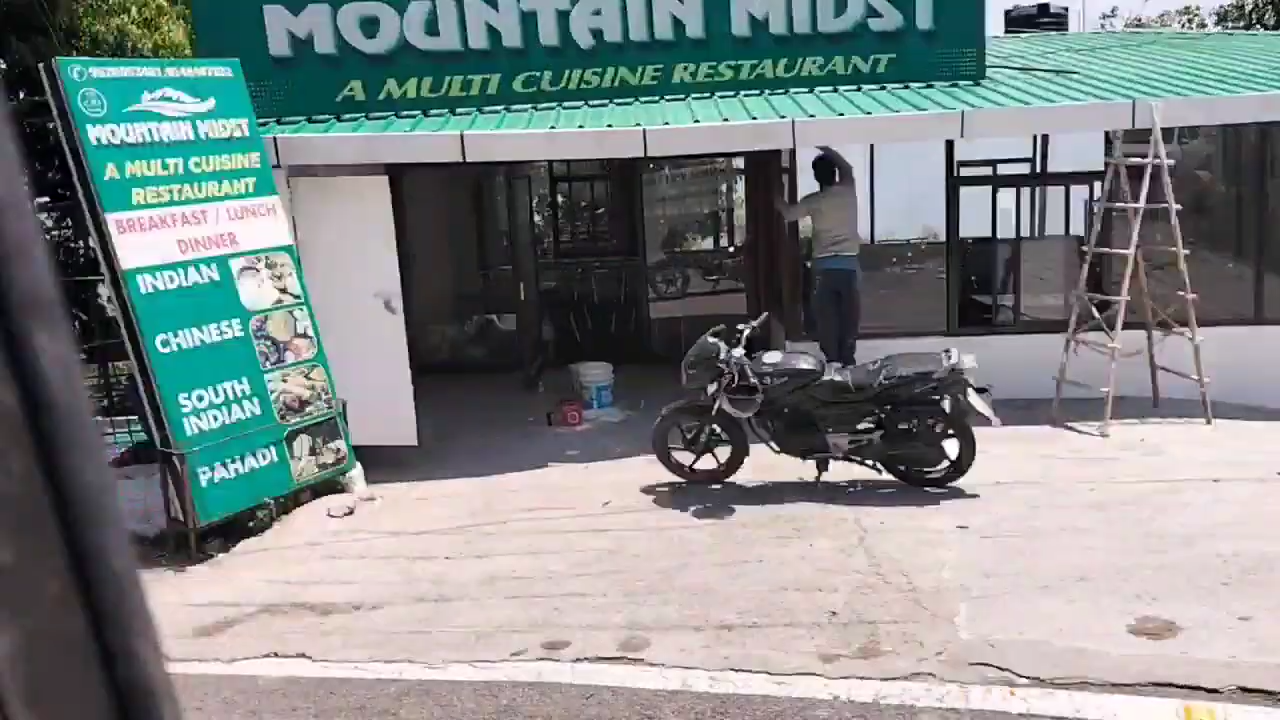 MOUNTAIN MIDST
A MULTI CUISINE RESTAURANT
MOUNTAIN MIDST
A MULTI CUISINE
RESTAURANT
BREAKFAST / LUNCH
DINNER
INDIAN
CHINESE
SOUTH
INDIAN
PAHADI